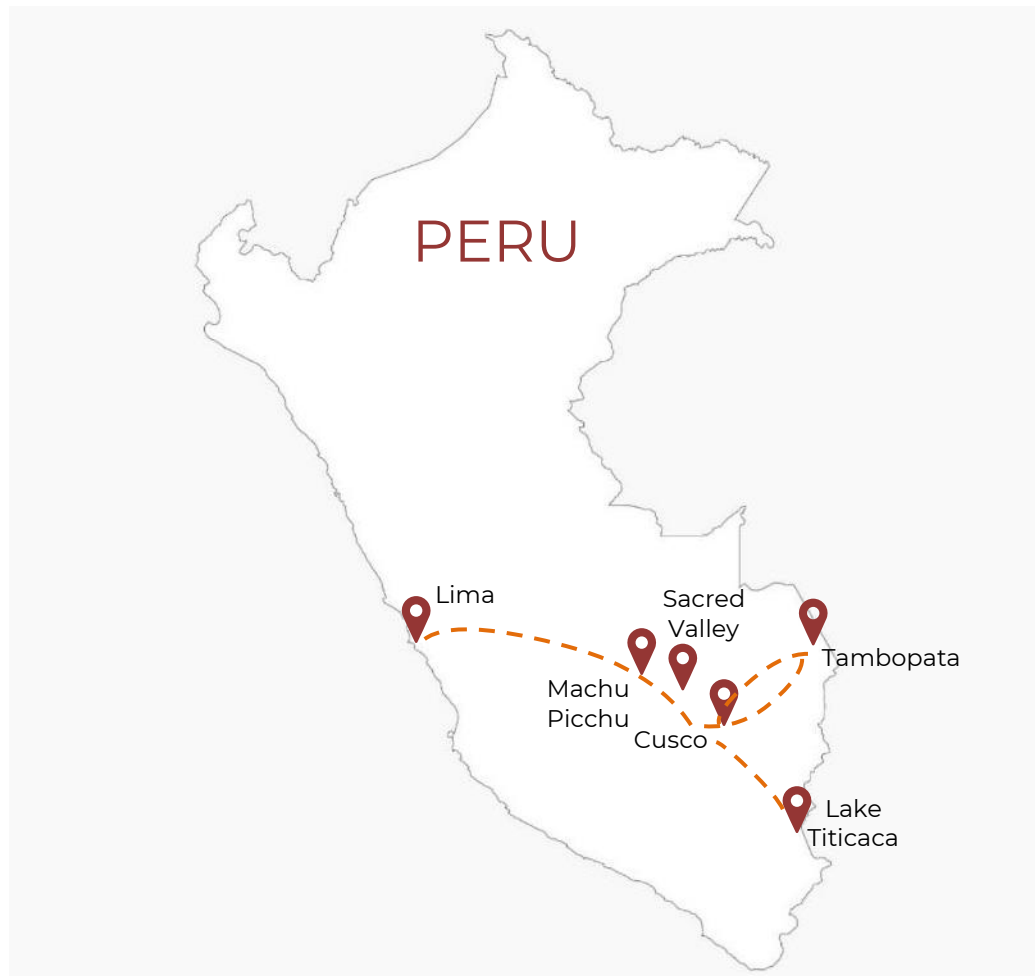 PERU
Lima
Sacred
Valley
Machu
Picchu
Tambopata
Cusco
Lake
Titicaca